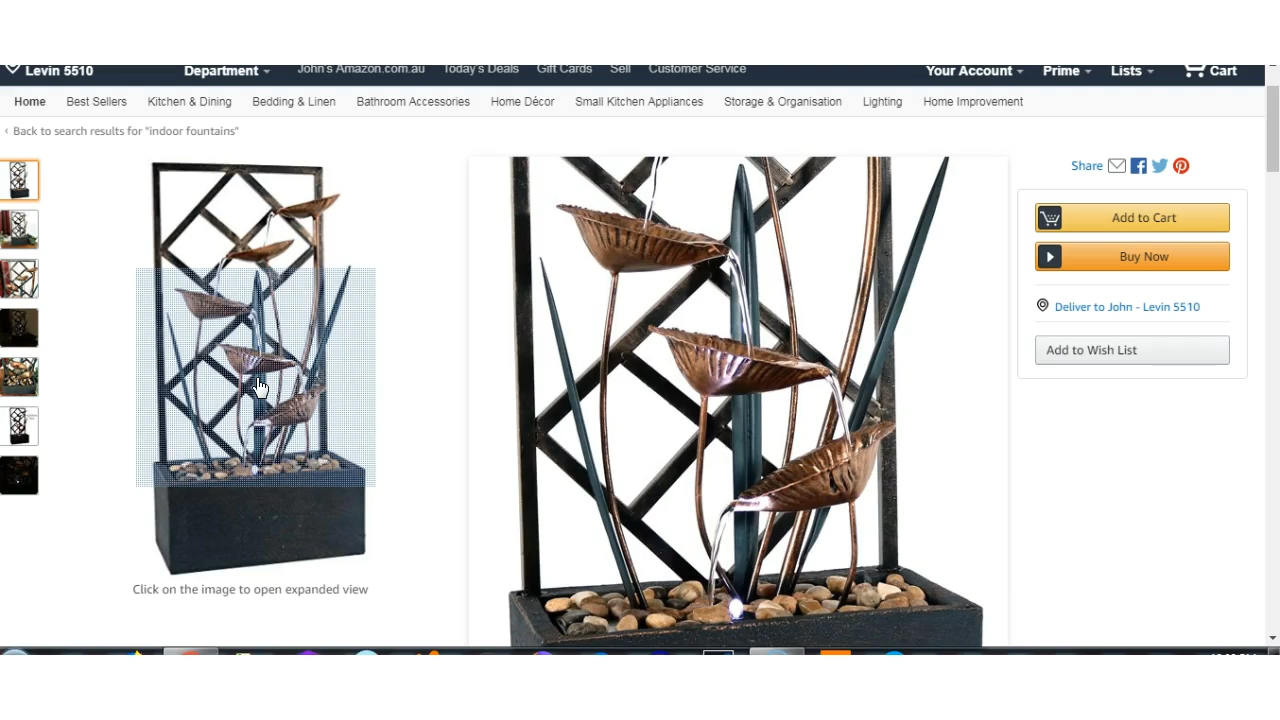 Levin 5510
Department
John's Amazon.com.au
Today's Deals
Gift Cards
Sell
Customer Service
Your Account
Prime
Lists
Cart
Home
Best Sellers
Kitchen & Dining
Bedding & Linen
Bathroom Accessories
Home Décor
Small Kitchen Appliances
Storage & Organisation
Lighting
Home Improvement
‹ Back to search results for "indoor fountains"
Share
Add to Cart
Buy Now
Deliver to John - Levin 5510
Add to Wish List
Click on the image to open expanded view